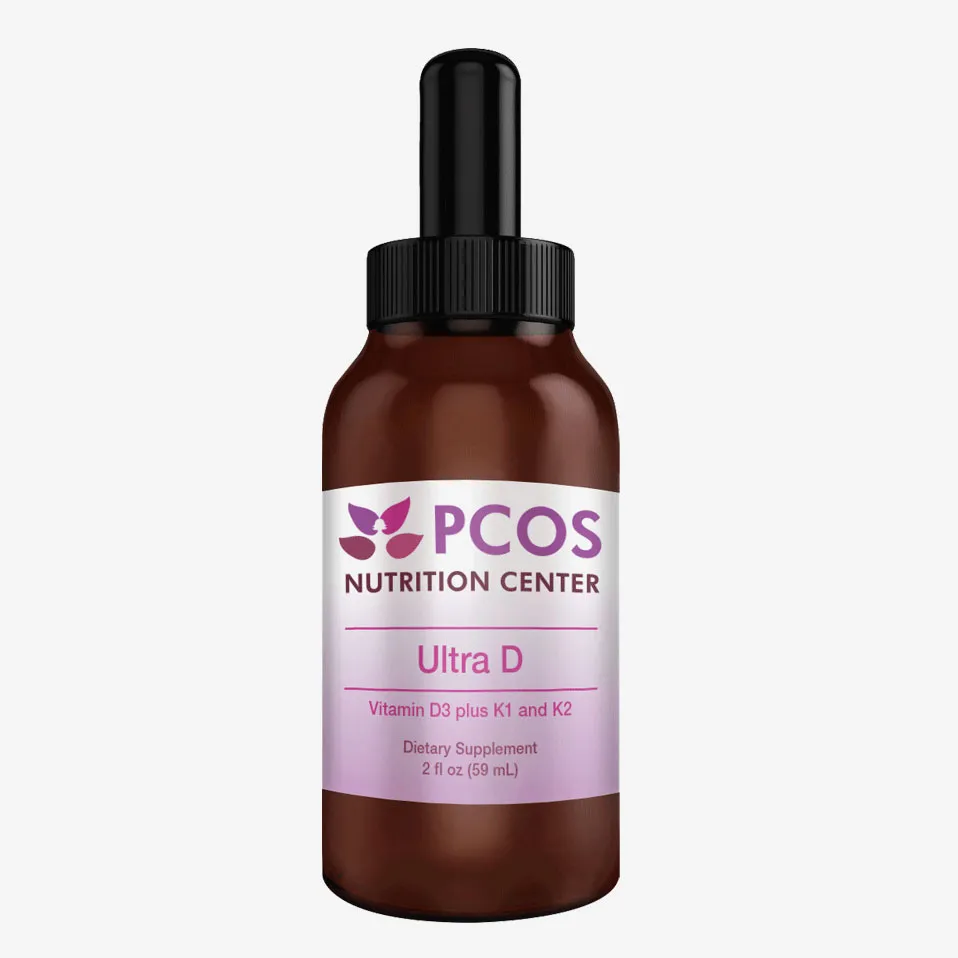 PCOS
NUTRITION CENTER
Ultra D
Vitamin D3 plus K1 and K2
Dietary Supplement
2 fl oz (59 mL)